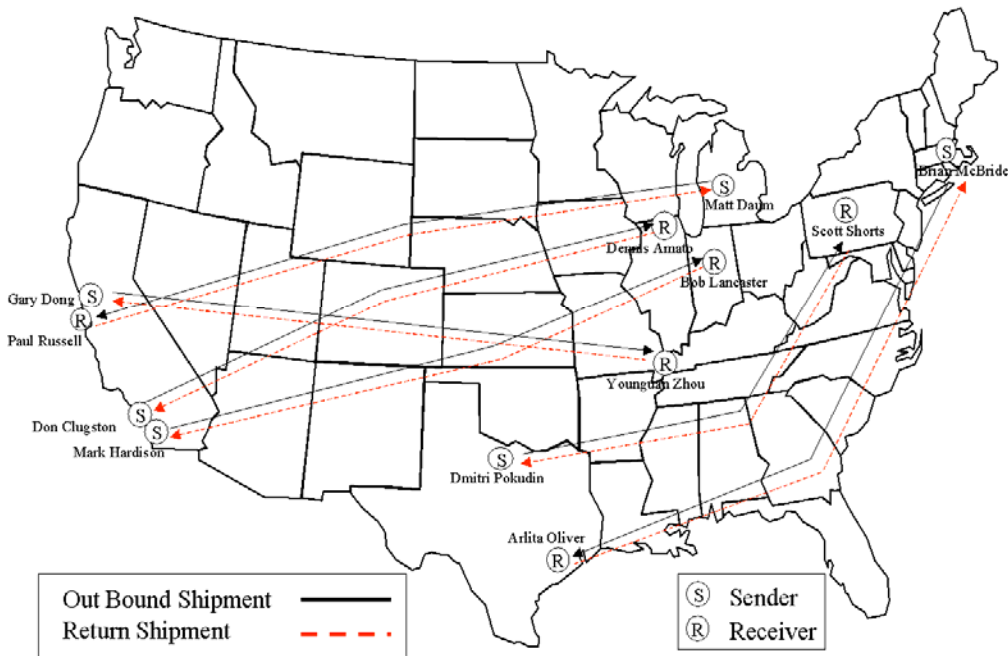 S
Brian McBride
S
Matt Daum
R
Scott Shorts
R
Dennis Amato
R
Bob Lancaster
Gary Dong
S
R
Paul Russell
R
Younguan Zhou
S
Don Clugston
S
Mark Hardison
S
Dmitri Pokudin
Arlita Oliver
R
Out Bound Shipment
Return Shipment
S Sender
R Receiver